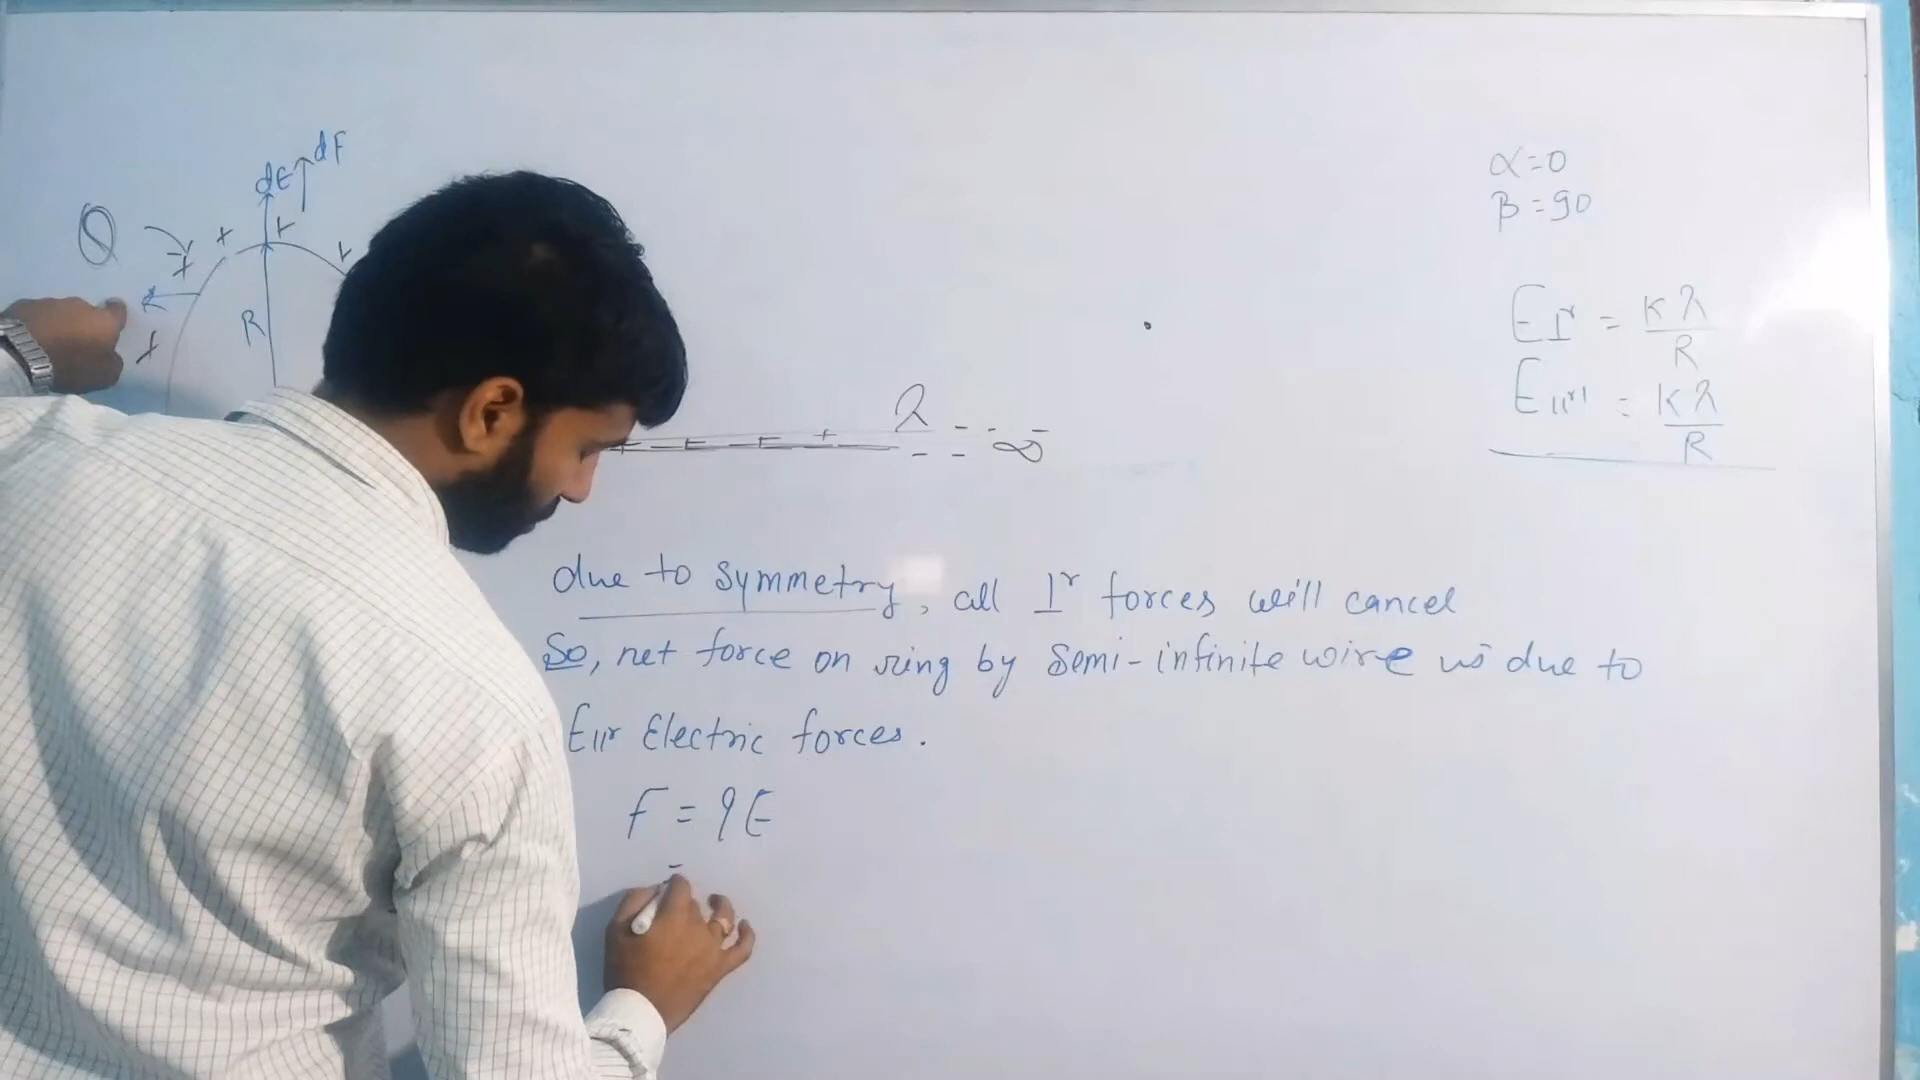 dE dF
Q
+ + + + +
R
+ + + +
λ
∞
α=0
β=90
E⊥r = Kλ/R
E||rl = Kλ/R
due to symmetry, all ⊥r forces will cancel
So, net force on ring by Semi-infinite wire is due to
E||r Electric forces.
F = qE
=